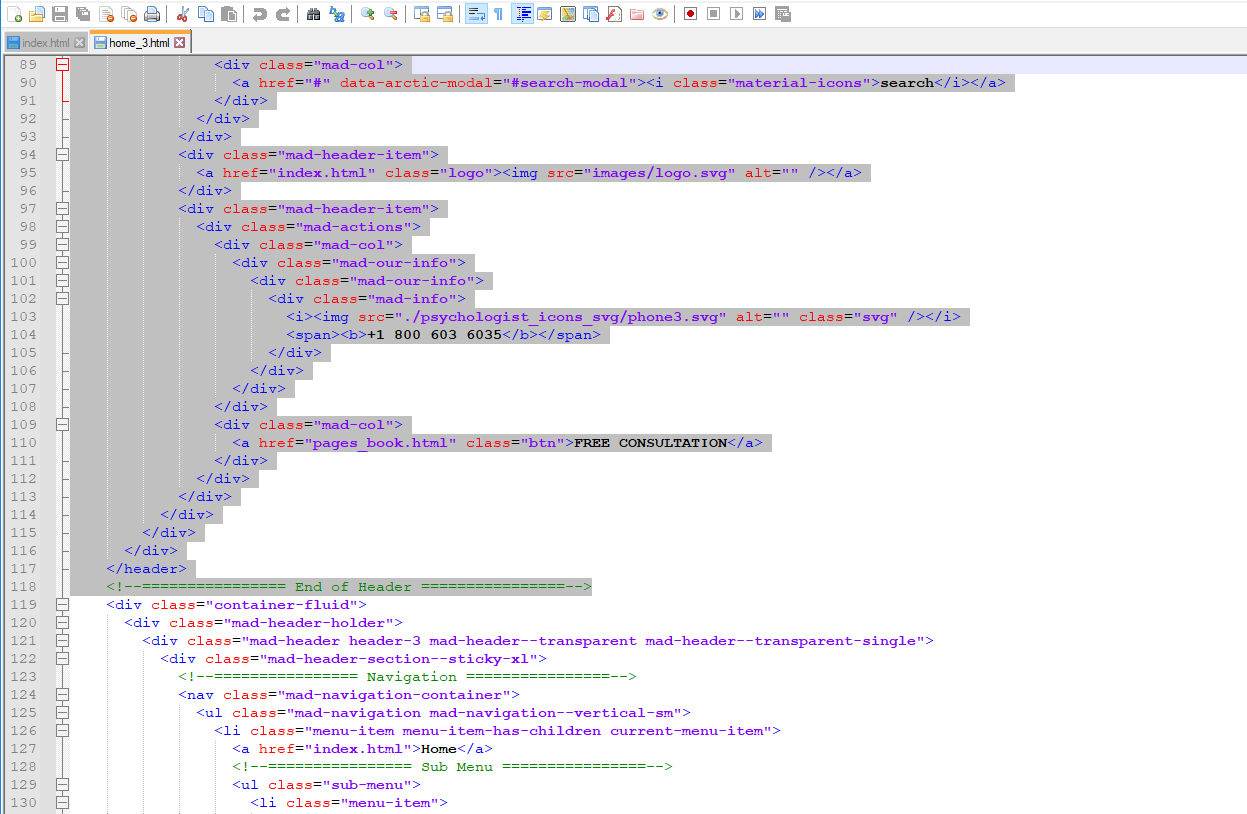 index.html home_3.html
89 <div class="mad-col">
90 <a href="#" data-arctic-modal="#search-modal"><i class="material-icons">search</i></a>
91 </div>
92 </div>
93 </div>
94 <div class="mad-header-item">
95 <a href="index.html" class="logo"><img src="images/logo.svg" alt="" /></a>
96 </div>
97 <div class="mad-header-item">
98 <div class="mad-actions">
99 <div class="mad-col">
100 <div class="mad-our-info">
101 <div class="mad-our-info">
102 <div class="mad-info">
103 <i><img src="./psychologist_icons_svg/phone3.svg" alt="" class="svg" /></i>
104 <span><b>+1 800 603 6035</b></span>
105 </div>
106 </div>
107 </div>
108 </div>
109 <div class="mad-col">
110 <a href="pages_book.html" class="btn">FREE CONSULTATION</a>
111 </div>
112 </div>
113 </div>
114 </div>
115 </div>
116 </div>
117 </header>
118 <!--================ End of Header ================-->
119 <div class="container-fluid">
120 <div class="mad-header-holder">
121 <div class="mad-header header-3 mad-header--transparent mad-header--transparent-single">
122 <div class="mad-header-section--sticky-xl">
123 <!--================ Navigation ================-->
124 <nav class="mad-navigation-container">
125 <ul class="mad-navigation mad-navigation--vertical-sm">
126 <li class="menu-item menu-item-has-children current-menu-item">
127 <a href="index.html">Home</a>
128 <!--================ Sub Menu ================-->
129 <ul class="sub-menu">
130 <li class="menu-item">